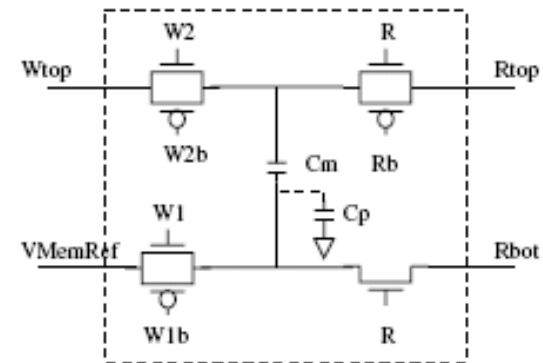 W2 R
Wtop Rtop
W2b Cm Rb
W1 Cp
VMemRef Rbot
W1b R